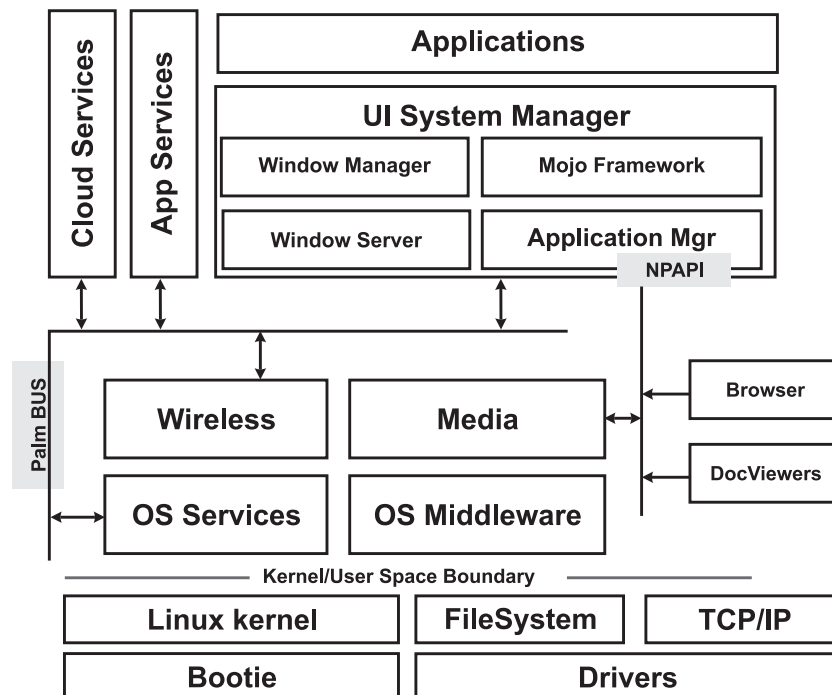 Cloud Services
App Services
Applications
UI System Manager
Window Manager
Mojo Framework
Window Server
Application Mgr
NPAPI
Palm BUS
Wireless
Media
Browser
OS Services
OS Middleware
DocViewers
Kernel/User Space Boundary
Linux kernel
FileSystem
TCP/IP
Bootie
Drivers